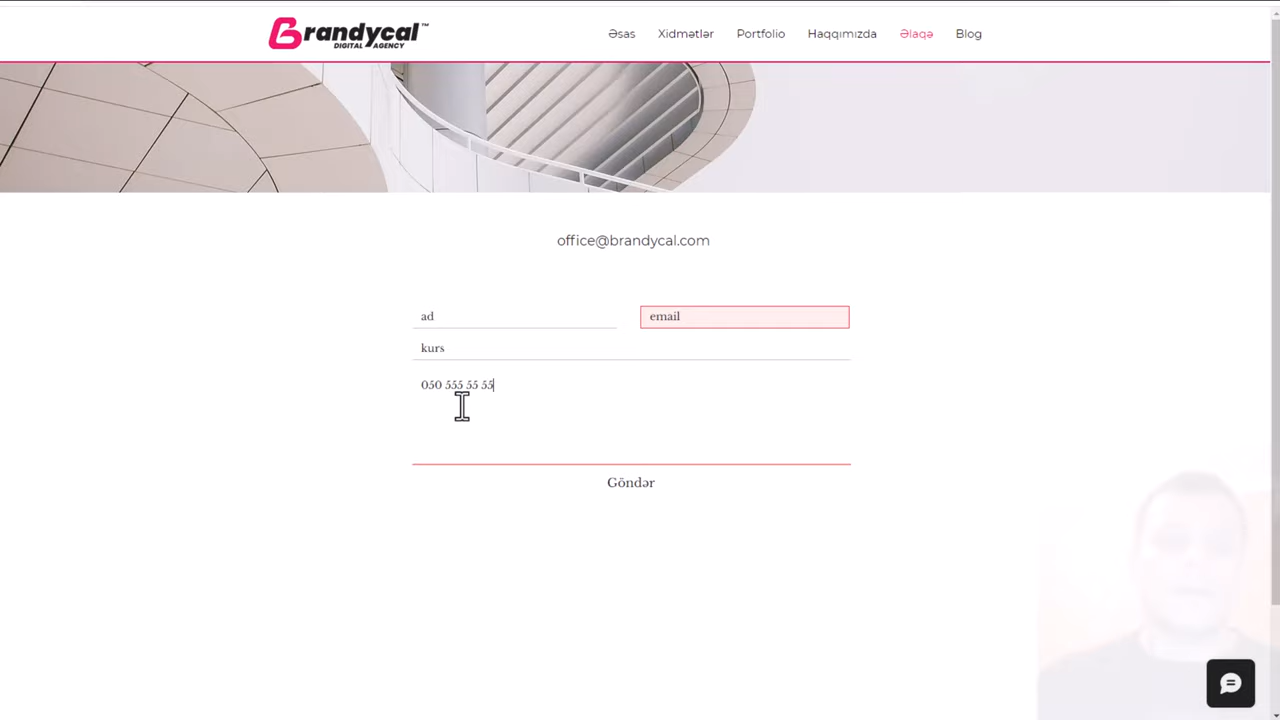 Brandycal™
DIGITAL AGENCY
Əsas Xidmətlər Portfolio Haqqımızda Əlaqə Blog
office@brandycal.com
ad email
kurs
050 555 55 55
Göndər